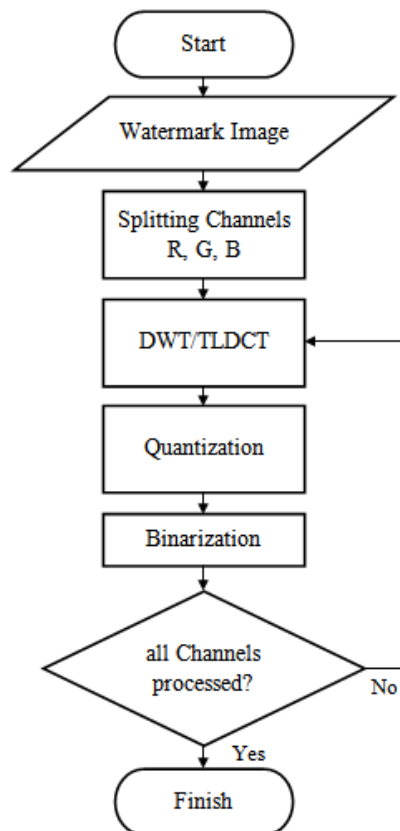 Start
Watermark Image
Splitting Channels
R, G, B
DWT/TLDCT
Quantization
Binarization
all Channels
processed?
No
Yes
Finish